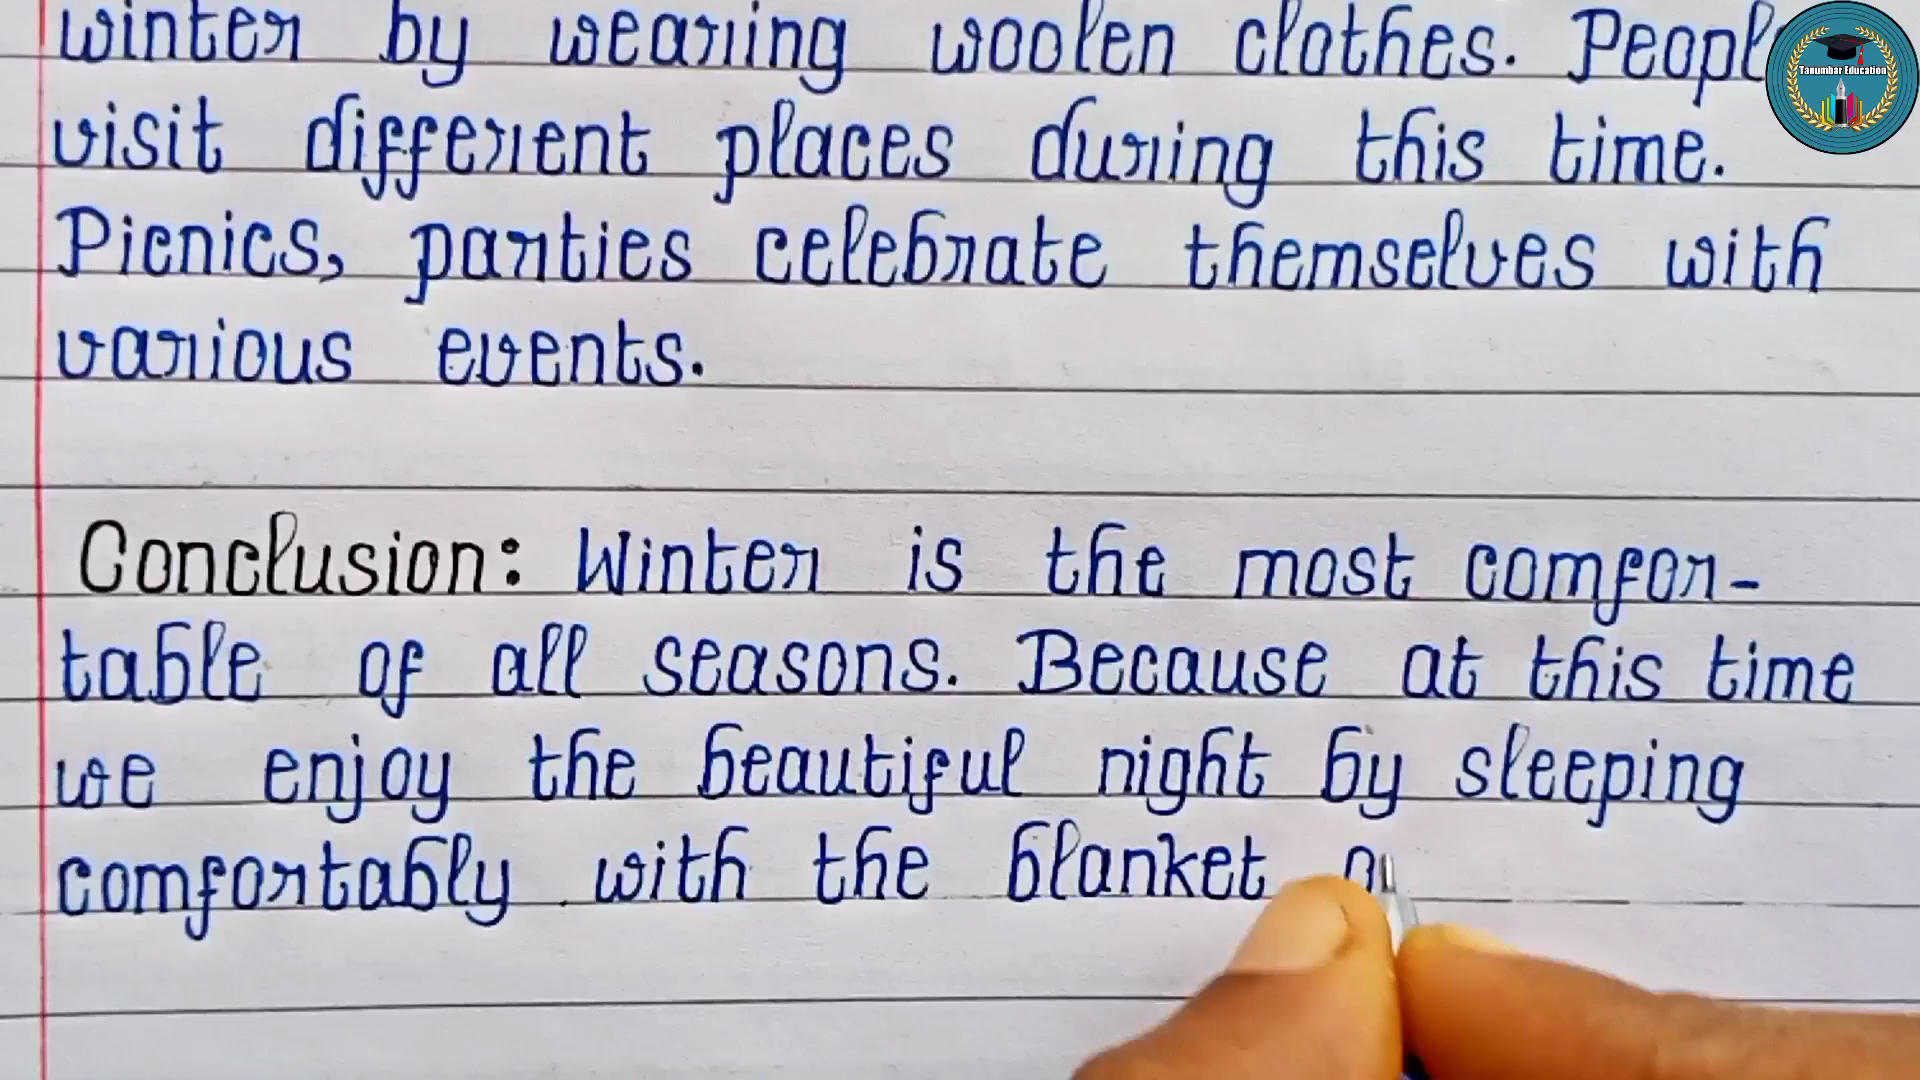 winter by wearing woolen clothes. People
visit different places during this time.
Picnics, parties celebrate themselves with
various events.
Conclusion: Winter is the most comfor-
table of all seasons. Because at this time
we enjoy the beautiful night by sleeping
comfortably with the blanket
Tanumbar Education